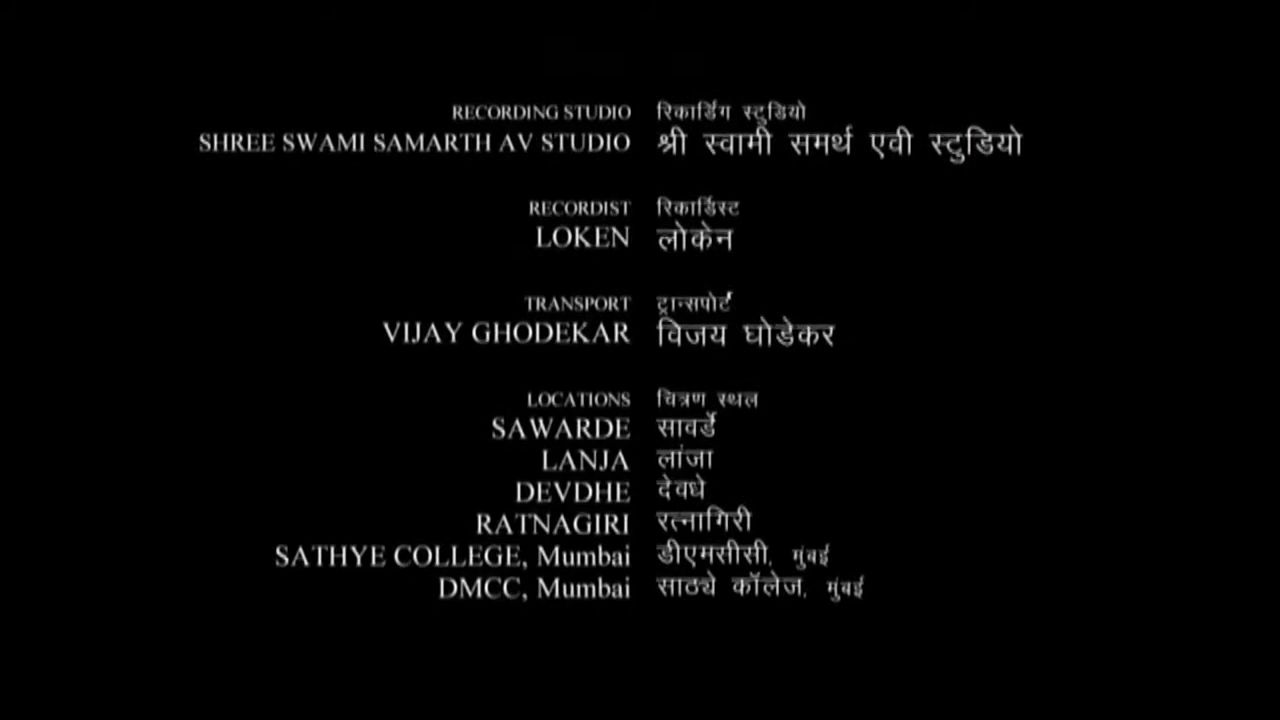 RECORDING STUDIO रिकार्डिंग स्टुडियो
SHREE SWAMI SAMARTH AV STUDIO श्री स्वामी समर्थ एवी स्टुडियो
RECORDIST रिकार्डिस्ट
LOKEN लोकेन
TRANSPORT ट्रान्सपोर्ट
VIJAY GHODEKAR विजय घोडेकर
LOCATIONS चित्रण स्थल
SAWARDE सावर्डे
LANJA लांजा
DEVDHE देवधे
RATNAGIRI रत्नागिरी
SATHYE COLLEGE, Mumbai डीएमसीसी, मुंबई
DMCC, Mumbai साठ्ये कॉलेज, मुंबई